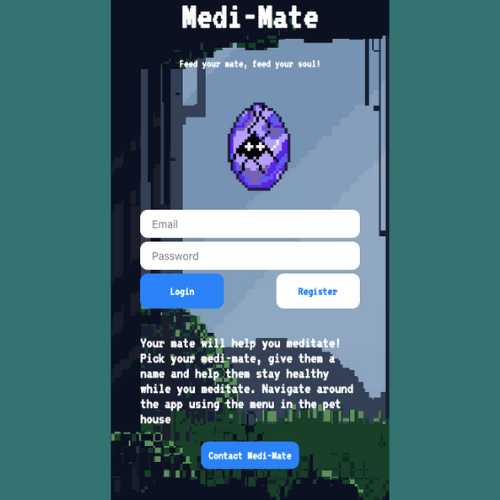 Medi-Mate
Feed your mate, feed your soul!
Email
Password
Login
Register
Your mate will help you meditate!
Pick your medi-mate, give them a
name and help them stay healthy
while you meditate. Navigate around
the app using the menu in the pet
house
Contact Medi-Mate